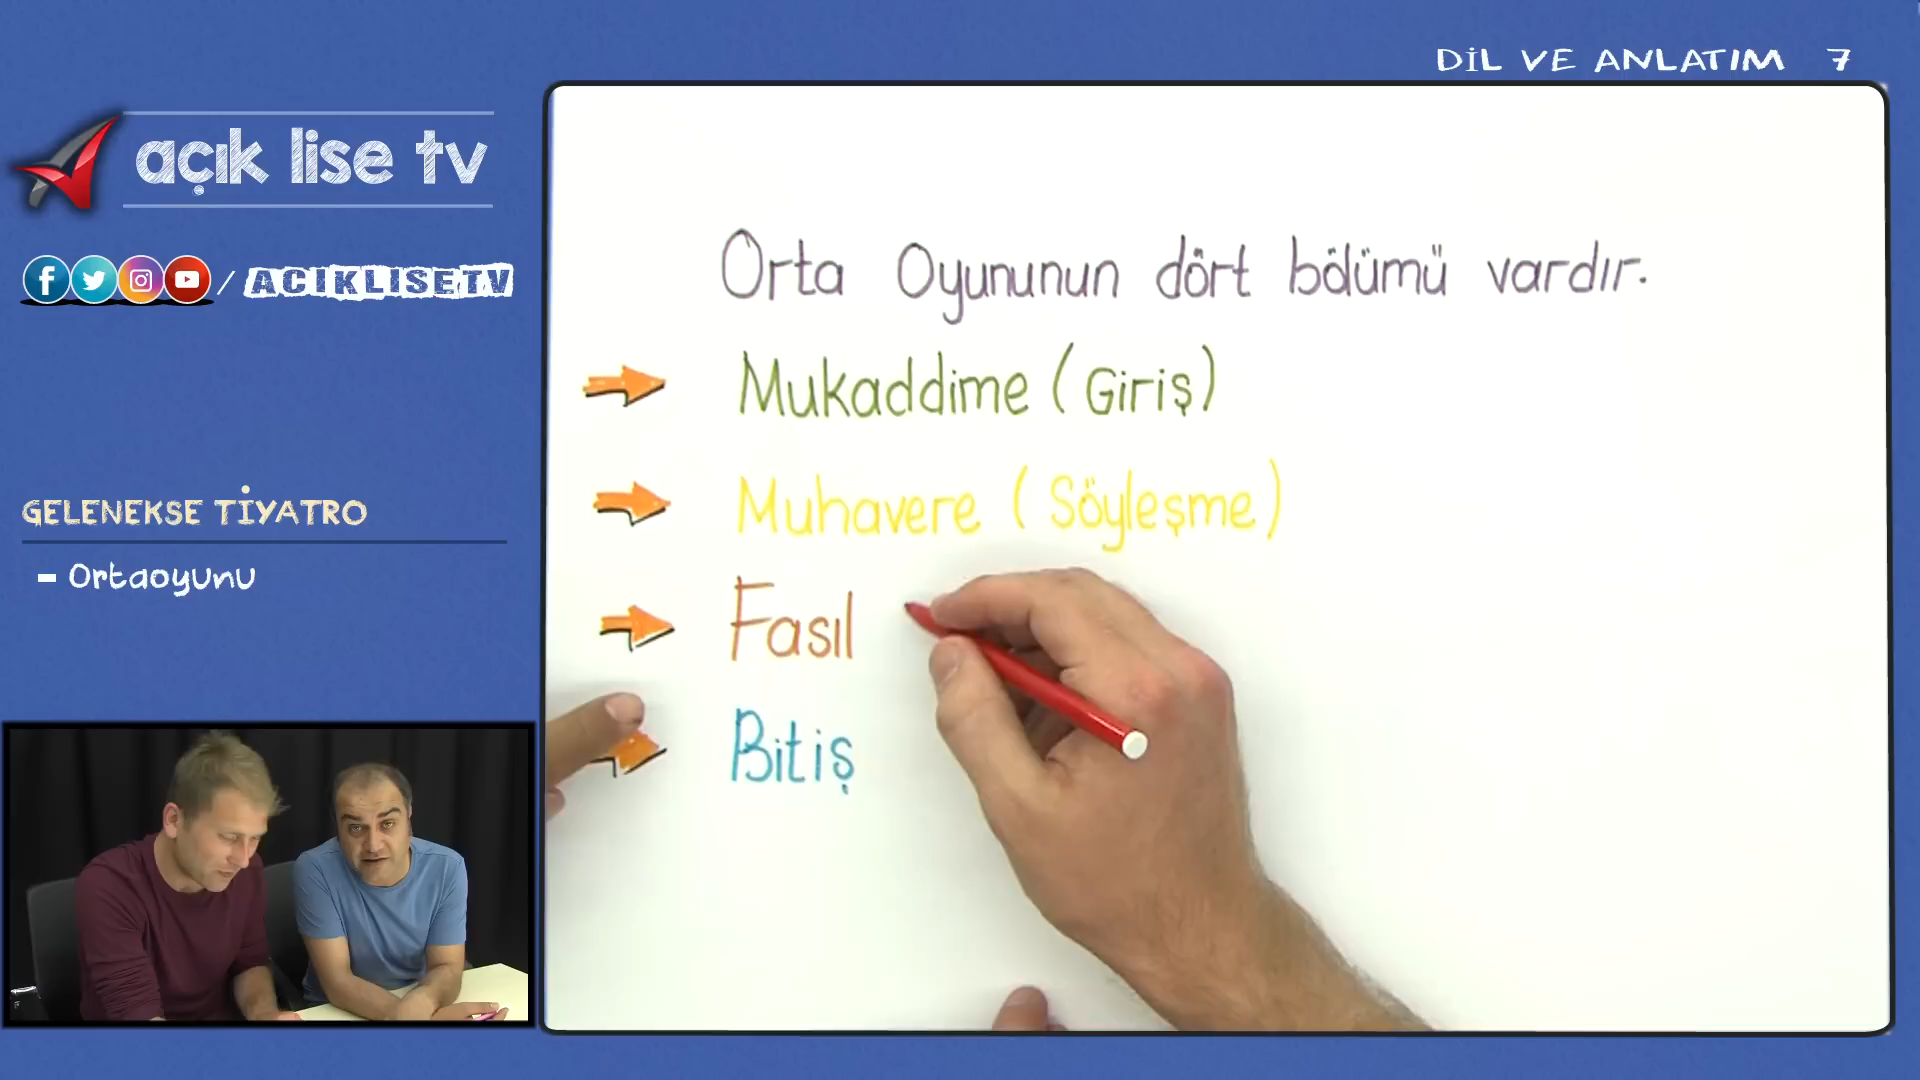 DİL VE ANLATIM 7
açık lise tv
/ ACIKLISETV
Orta Oyununun dört bölümü vardır.
Mukaddime (Giriş)
Muhavere (Söyleşme)
Fasıl
Bitiş
GELENEKSE TİYATRO
- Ortaoyunu